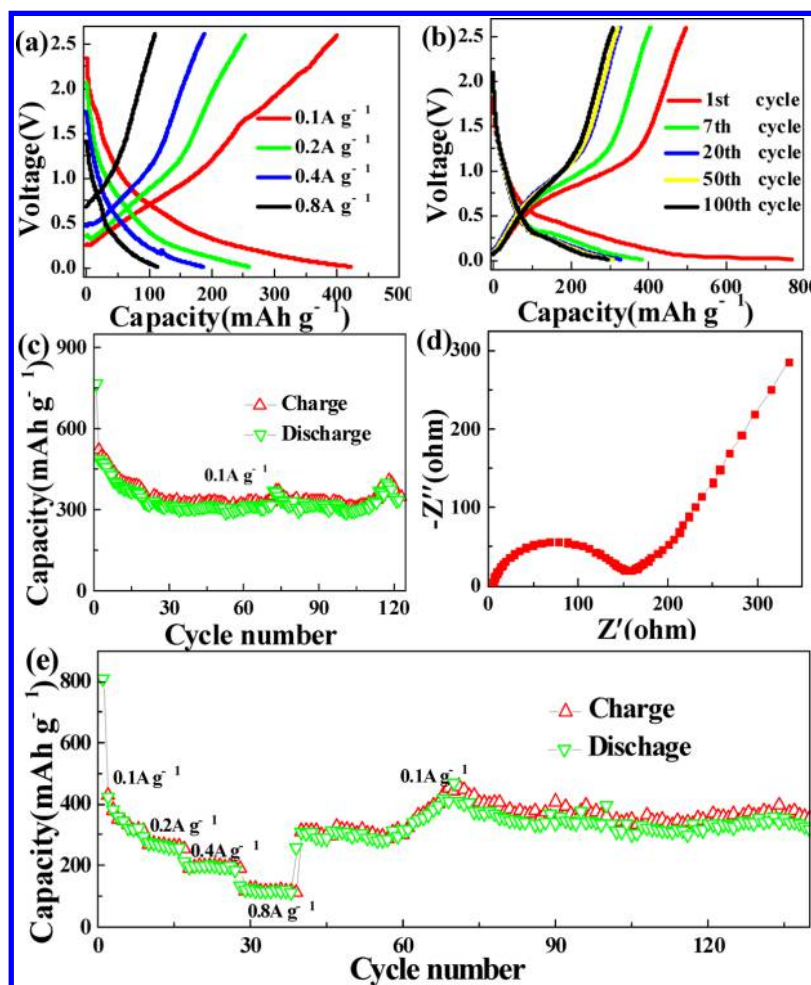 (a)
Voltage(V)
2.5
2.0
1.5
1.0
0.5
0.0
0.1A g⁻¹
0.2A g⁻¹
0.4A g⁻¹
0.8A g⁻¹
0 100 200 300 400 500
Capacity(mAh g⁻¹)
(b)
Voltage(V)
2.5
2.0
1.5
1.0
0.5
0.0
1st cycle
7th cycle
20th cycle
50th cycle
100th cycle
0 200 400 600 800
Capacity(mAh g⁻¹)
(c)
Capacity(mAh g⁻¹)
900
600
300
0
Charge
Discharge
0.1A g⁻¹
0 30 60 90 120
Cycle number
(d)
-Z''(ohm)
300
200
100
0
0 100 200 300
Z'(ohm)
(e)
Capacity(mAh g⁻¹)
800
600
400
200
0
Charge
Dischage
0.1A g⁻¹
0.2A g⁻¹
0.4A g⁻¹
0.8A g⁻¹
0.1A g⁻¹
0 30 60 90 120
Cycle number